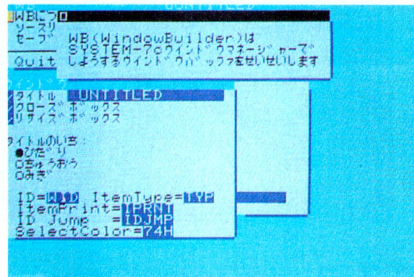 UNTITLED
WBにつ
ソースリ
セーブ
Quit
WB(WindowBuilder)は
SYSTEM-7cウインドウマネージャーで
しようするウインドウバッファをせいせいします
タイトル UNTITLED
クローズ ボックス
リサイズ ボックス
タイトルのいち:
●ひだり
○ちゅうおう
○みぎ
ID=WID ItemType=TYP
ItemPrint=IPRNT
ID Jump =IDJMP
SelectColor=74H